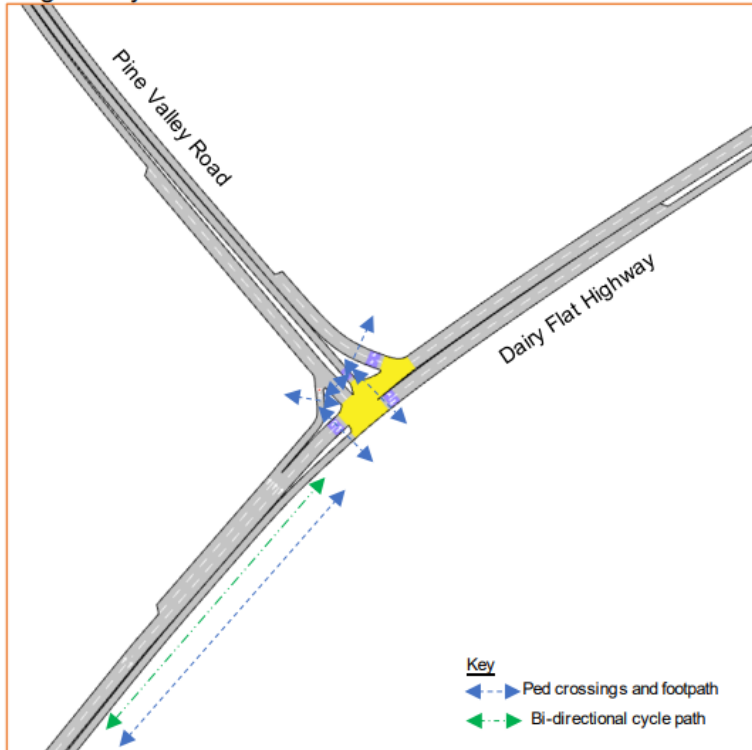 Pine Valley Road
Dairy Flat Highway
Key
Ped crossings and footpath
Bi-directional cycle path